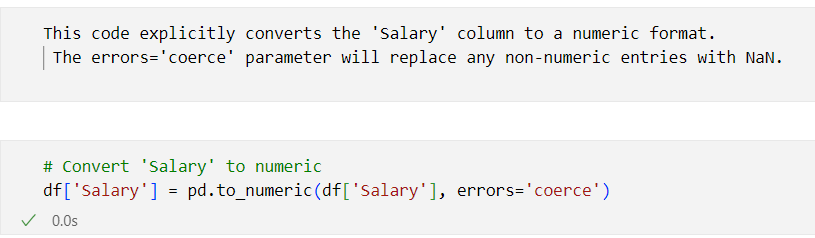 This code explicitly converts the 'Salary' column to a numeric format.
The errors='coerce' parameter will replace any non-numeric entries with NaN.
# Convert 'Salary' to numeric
df['Salary'] = pd.to_numeric(df['Salary'], errors='coerce')
0.0s